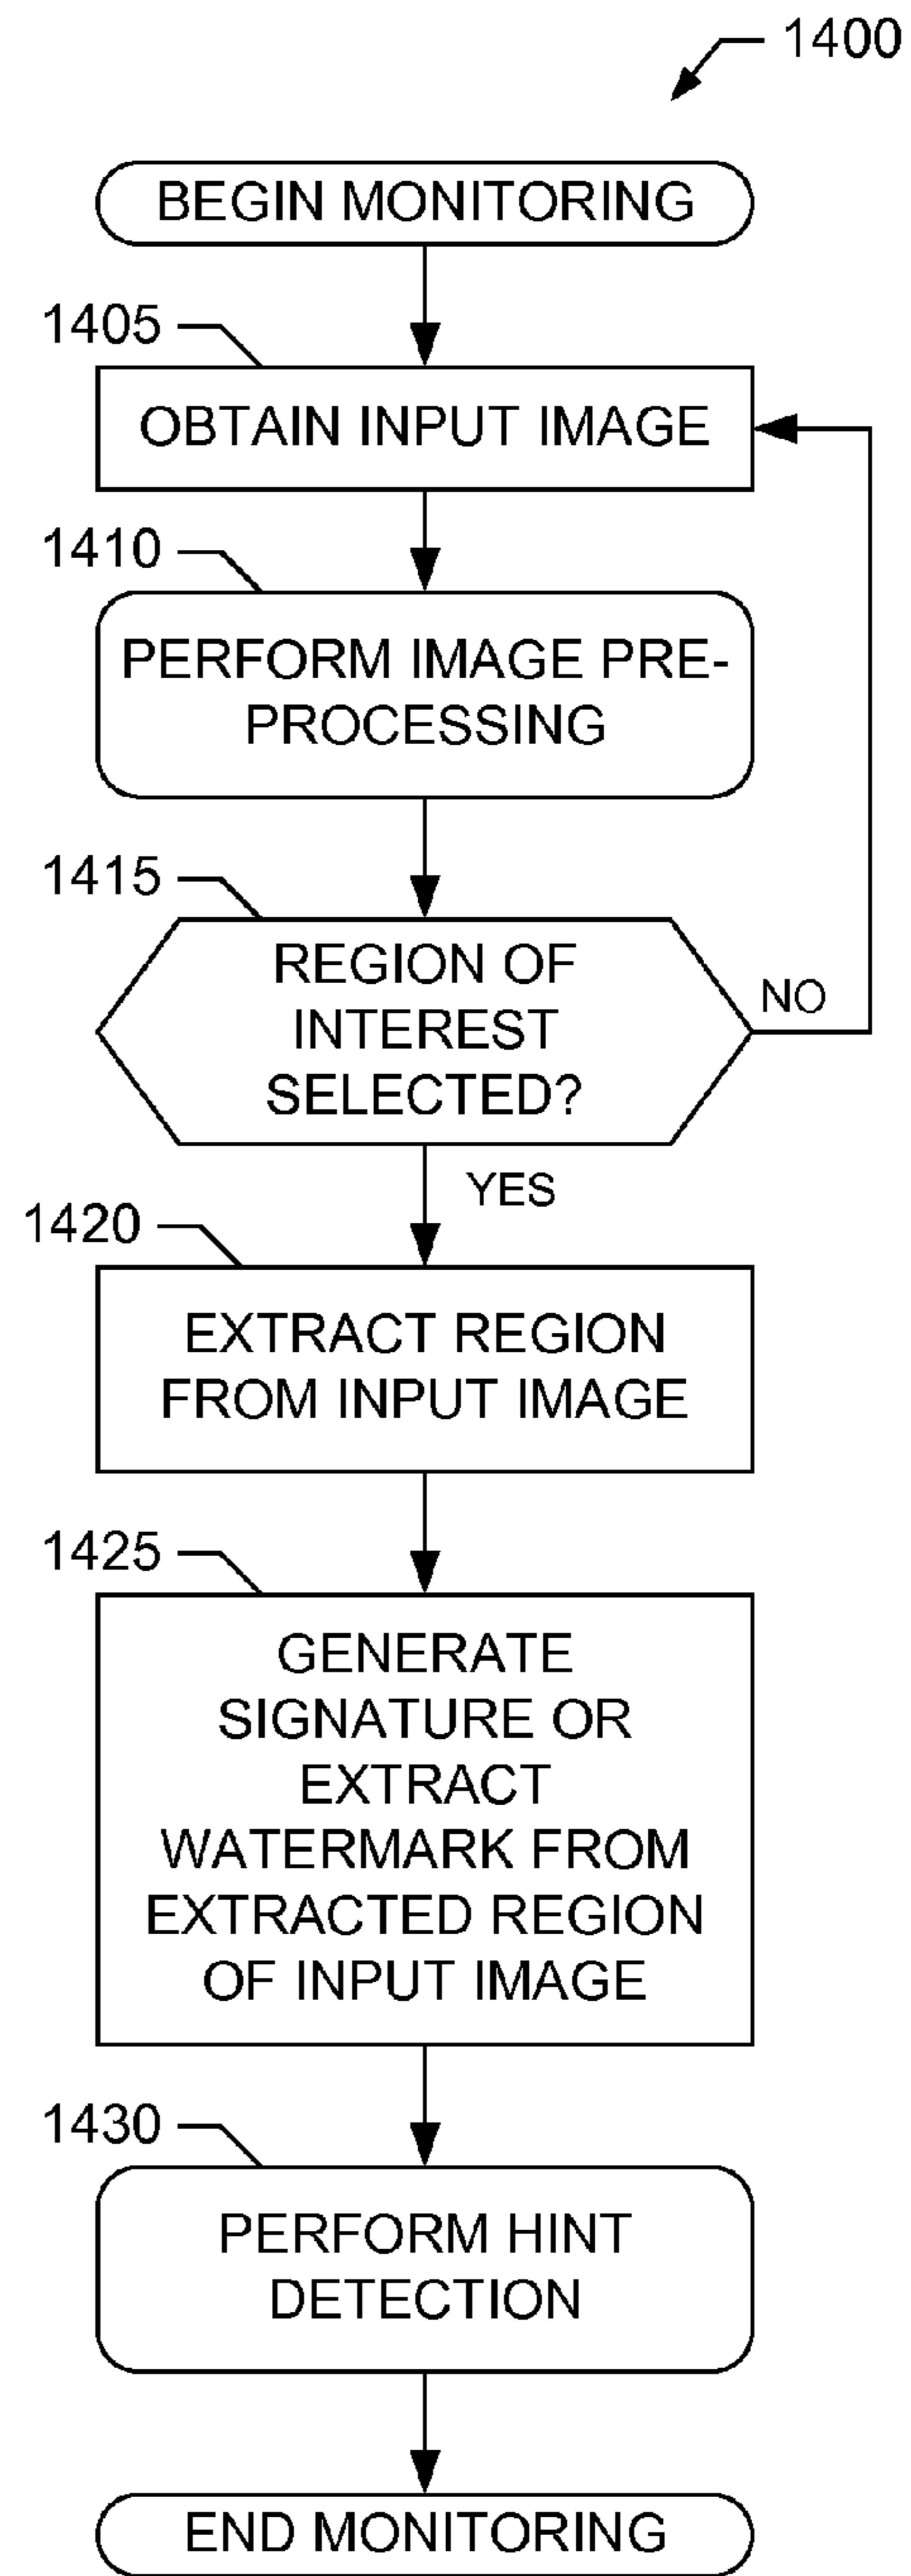 1400
BEGIN MONITORING
1405
OBTAIN INPUT IMAGE
1410
PERFORM IMAGE PRE-
PROCESSING
1415
REGION OF
INTEREST
SELECTED?
NO
YES
1420
EXTRACT REGION
FROM INPUT IMAGE
1425
GENERATE
SIGNATURE OR
EXTRACT
WATERMARK FROM
EXTRACTED REGION
OF INPUT IMAGE
1430
PERFORM HINT
DETECTION
END MONITORING